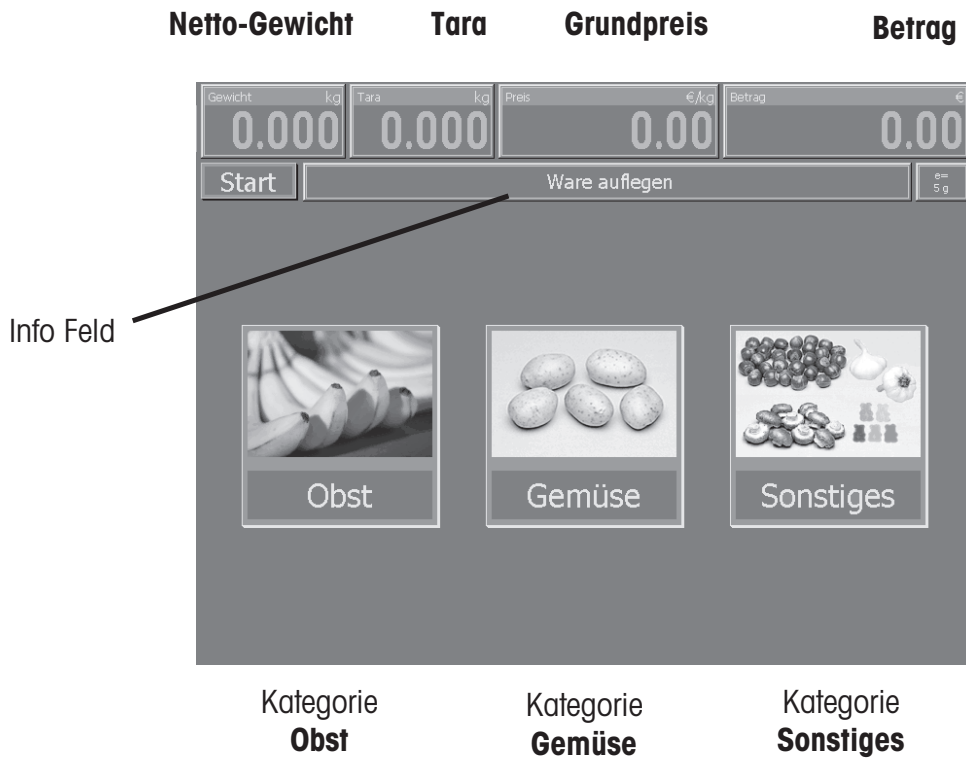 Netto-Gewicht Tara Grundpreis Betrag
Gewicht kg Tara kg Preis €/kg Betrag €
0.000 0.000 0.00 0.00
Start Ware auflegen e=
5 g
Info Feld
Obst Gemüse Sonstiges
Kategorie Kategorie Kategorie
Obst Gemüse Sonstiges